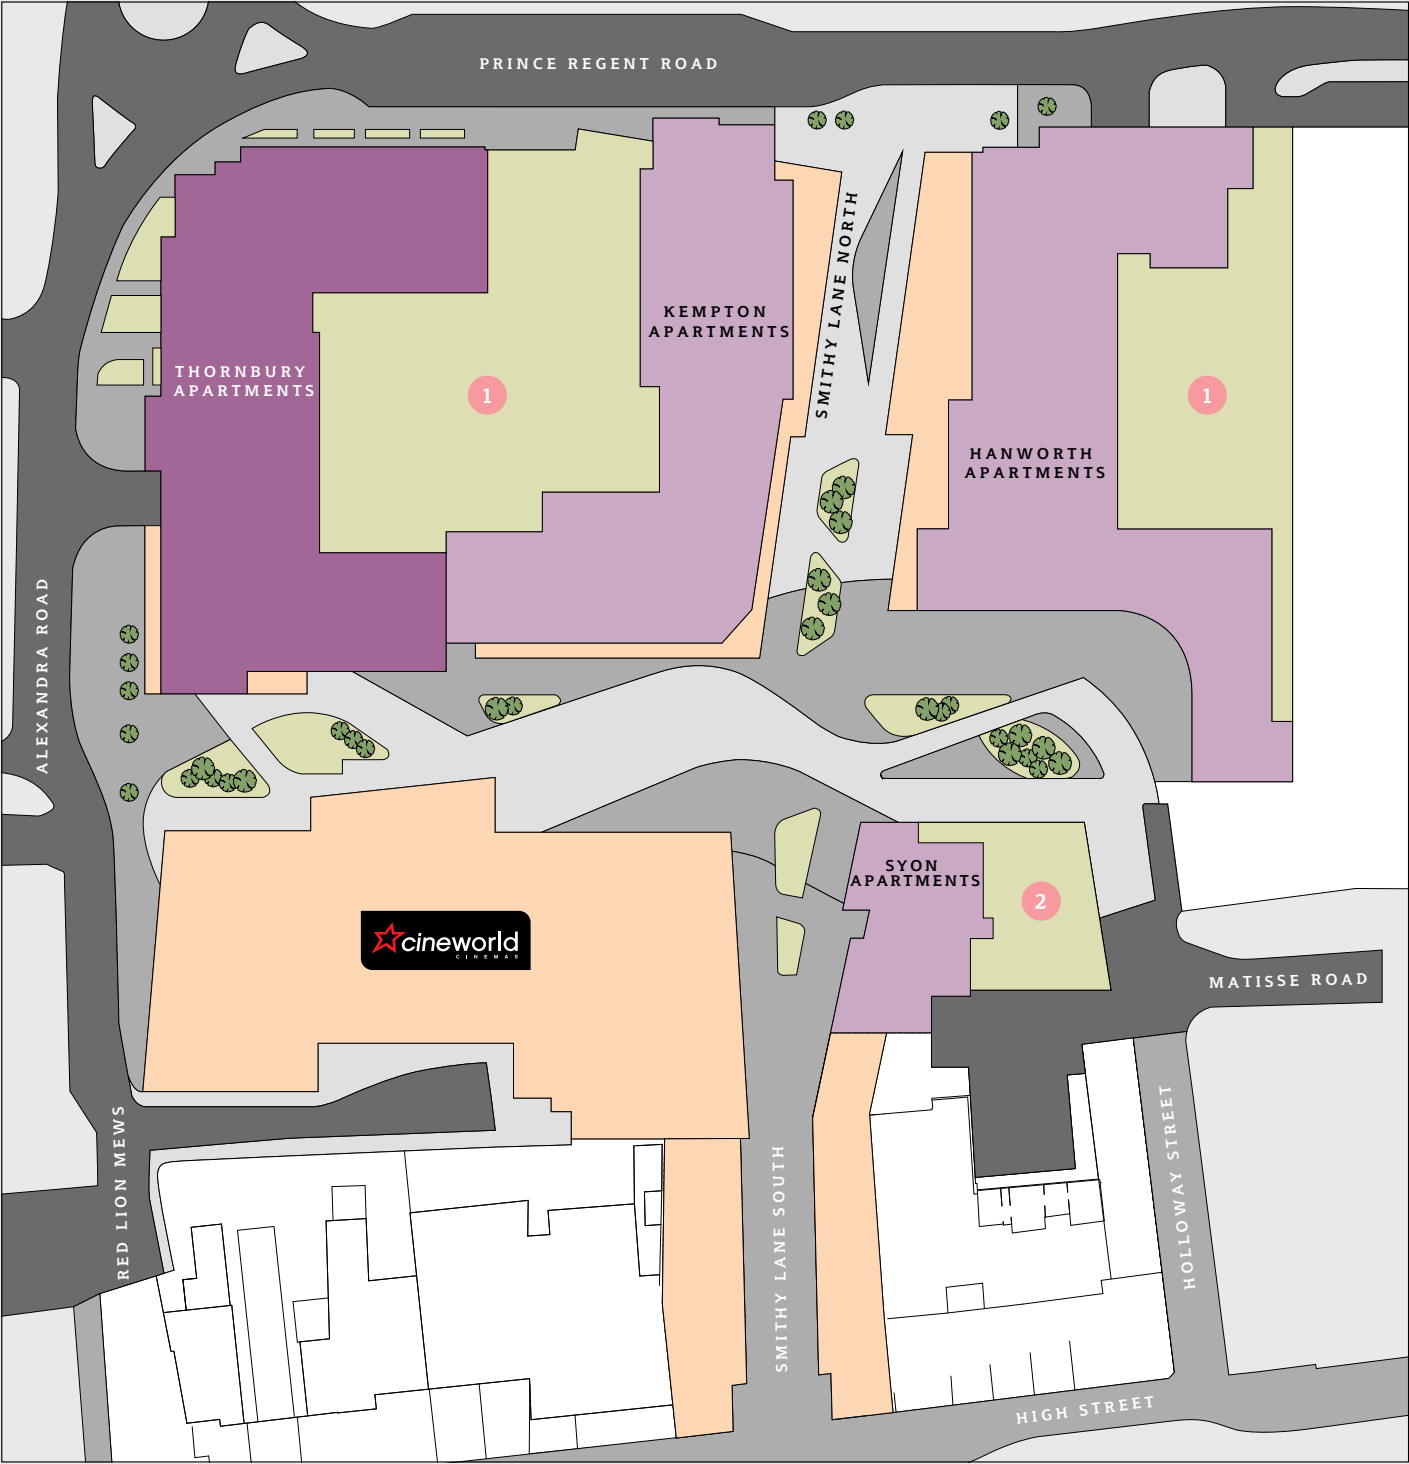 PRINCE REGENT ROAD
SMITHY LANE NORTH
KEMPTON
APARTMENTS
THORNBURY
APARTMENTS
1
1
HANWORTH
APARTMENTS
ALEXANDRA ROAD
SYON
APARTMENTS
2
cineworld
CINEMAS
MATISSE ROAD
RED LION MEWS
SMITHY LANE SOUTH
HOLLOWAY STREET
HIGH STREET